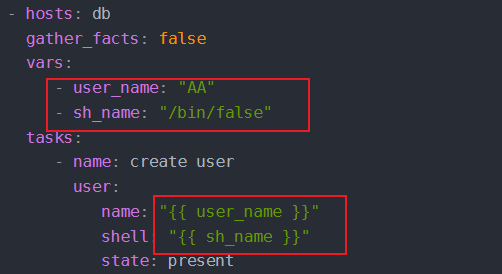 - hosts: db
  gather_facts: false
  vars:
    - user_name: "AA"
    - sh_name: "/bin/false"
  tasks:
    - name: create user
      user:
        name: "{{ user_name }}"
        shell: "{{ sh_name }}"
        state: present